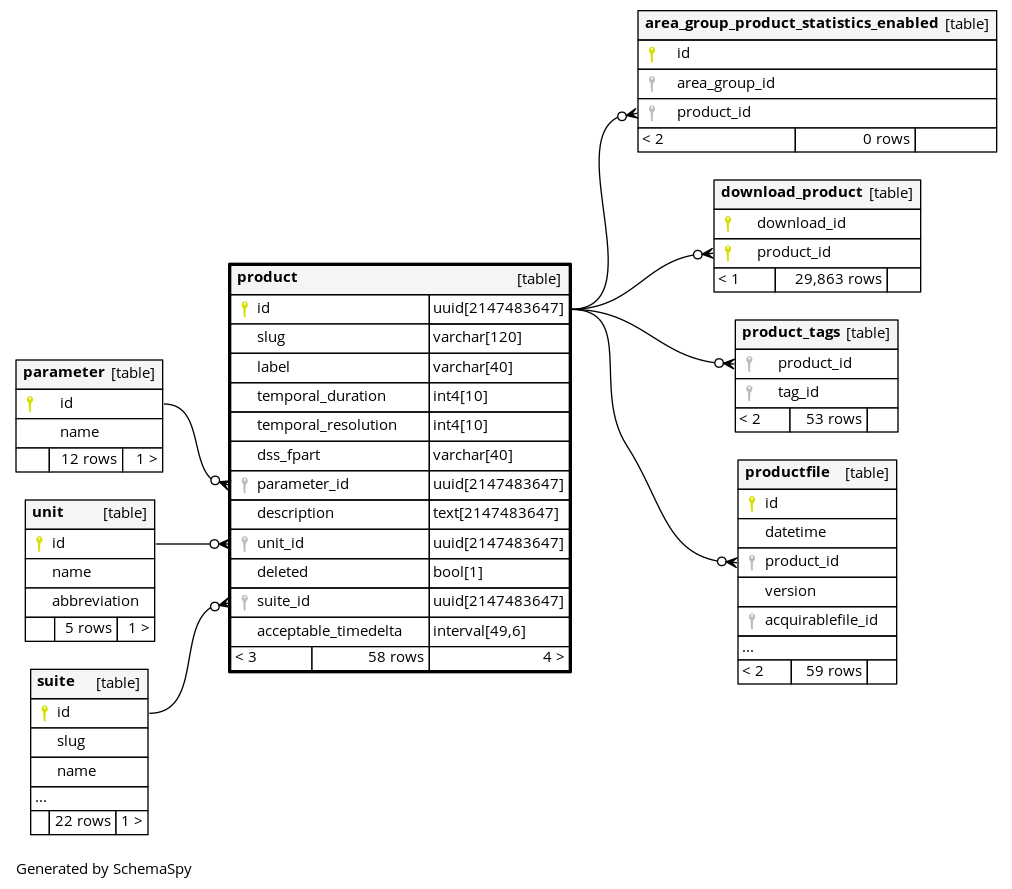 area_group_product_statistics_enabled [table]
id
area_group_id
product_id
< 2 0 rows
download_product [table]
download_id
product_id
< 1 29,863 rows
product [table]
id uuid[2147483647]
slug varchar[120]
label varchar[40]
temporal_duration int4[10]
temporal_resolution int4[10]
dss_fpart varchar[40]
parameter_id uuid[2147483647]
description text[2147483647]
unit_id uuid[2147483647]
deleted bool[1]
suite_id uuid[2147483647]
acceptable_timedelta interval[49,6]
< 3 58 rows 4 >
product_tags [table]
product_id
tag_id
< 2 53 rows
parameter [table]
id
name
12 rows 1 >
productfile [table]
id
datetime
product_id
version
acquirablefile_id
...
< 2 59 rows
unit [table]
id
name
abbreviation
5 rows 1 >
suite [table]
id
slug
name
...
22 rows 1 >
Generated by SchemaSpy